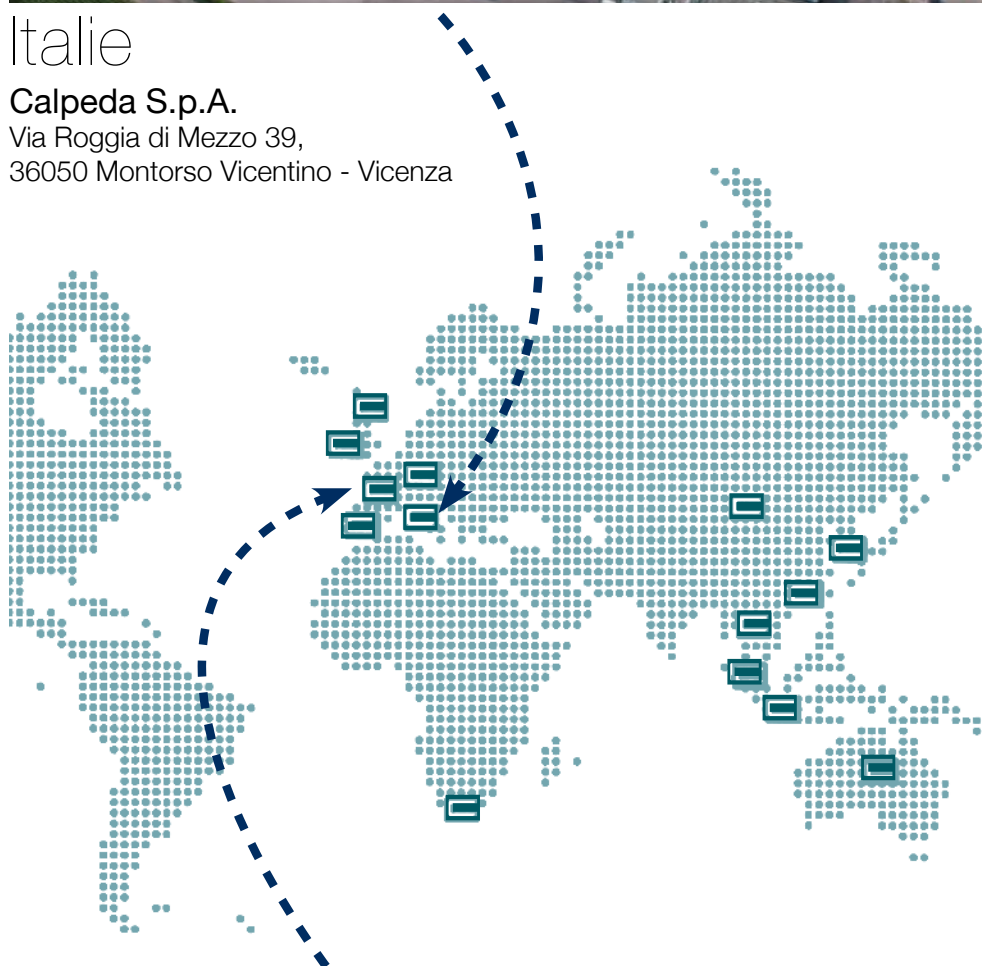 Italie
Calpeda S.p.A.
Via Roggia di Mezzo 39,
36050 Montorso Vicentino - Vicenza